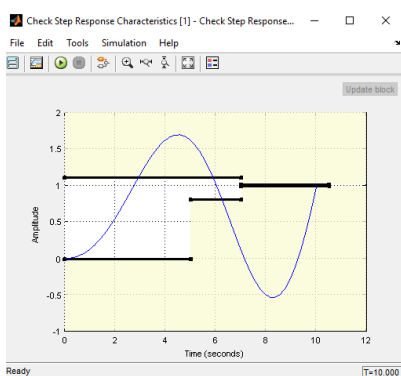 Check Step Response Characteristics [1] - Check Step Response...
File Edit Tools Simulation Help
Update block
2
1.5
1
0.5
0
-0.5
-1
Amplitude
0 2 4 6 8 10 12
Time (seconds)
Ready T=10.000